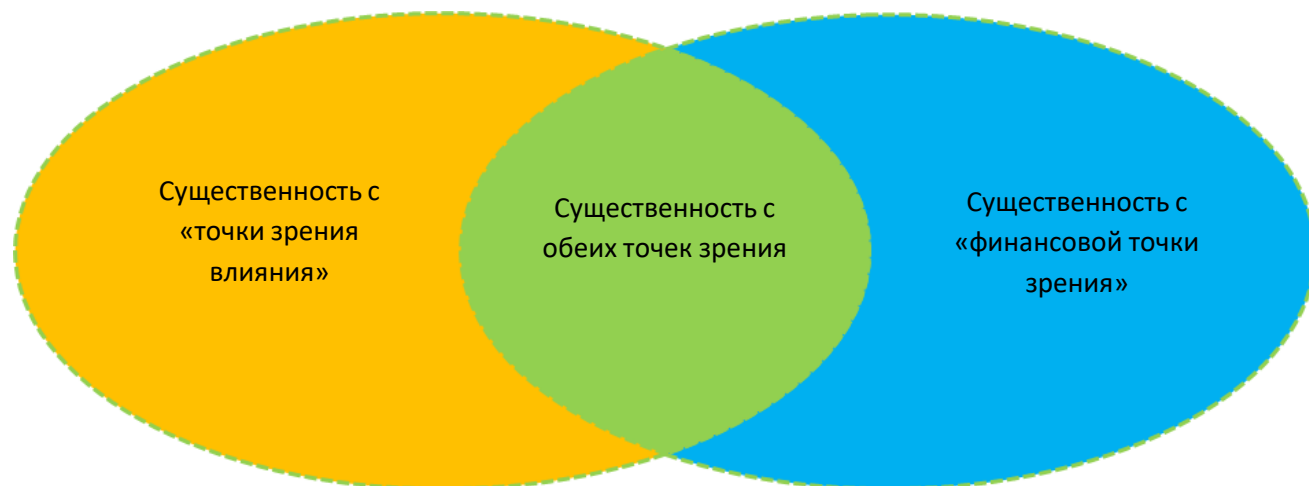 Существенность с
«точки зрения
влияния»
Существенность с
обеих точек зрения
Существенность с
«финансовой точки
зрения»